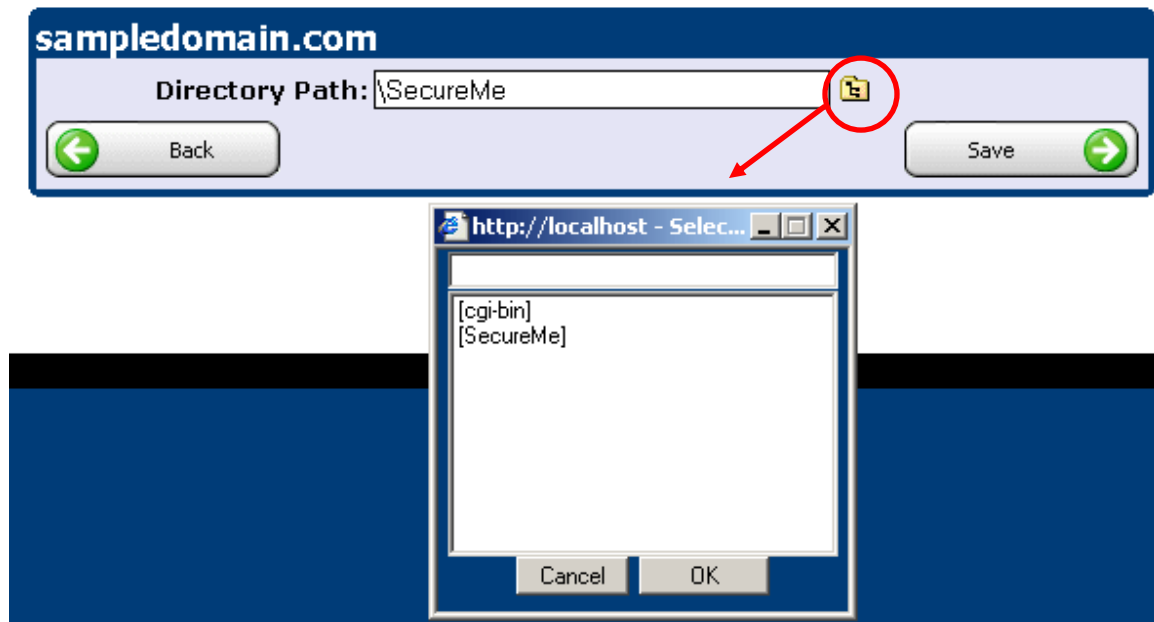 sampledomain.com
Directory Path: \SecureMe
Back Save
http://localhost - Selec...
[cgi-bin]
[SecureMe]
Cancel OK